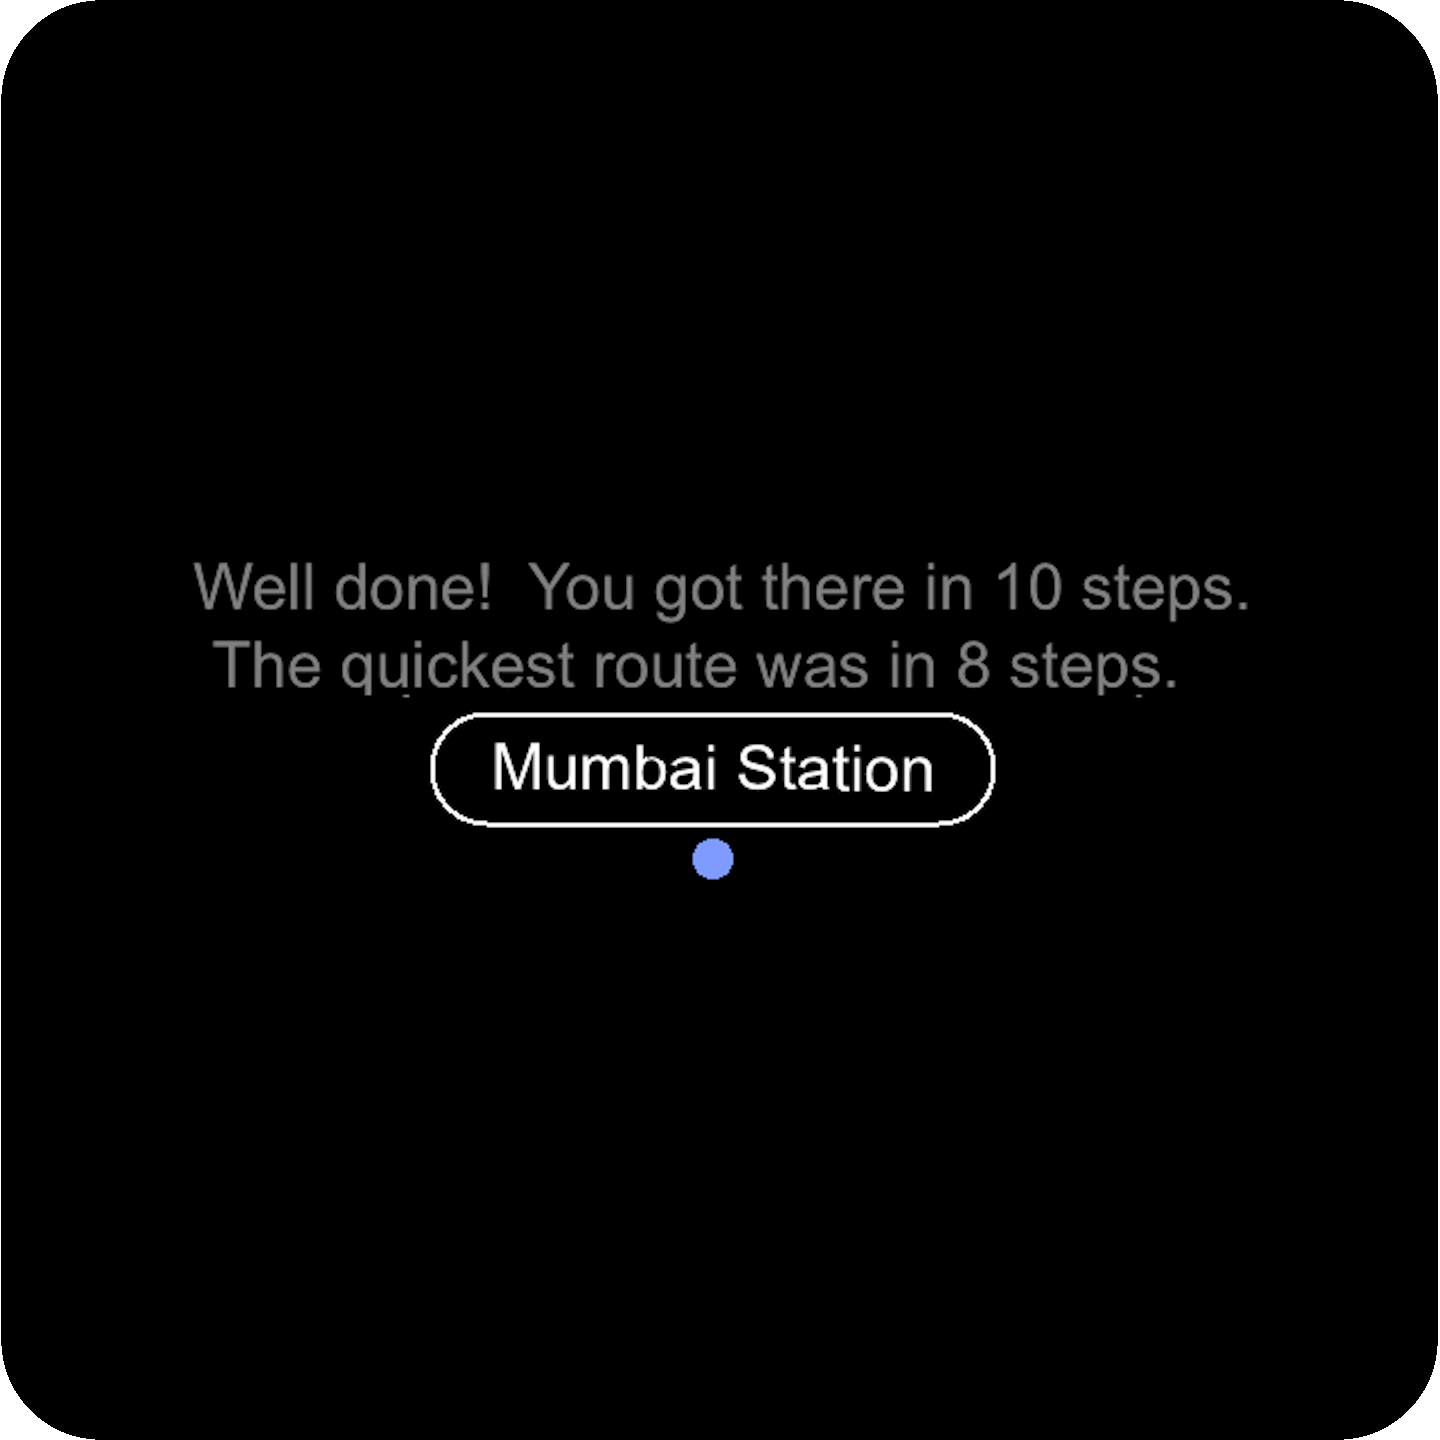 Well done!  You got there in 10 steps.
The quickest route was in 8 steps.
Mumbai Station